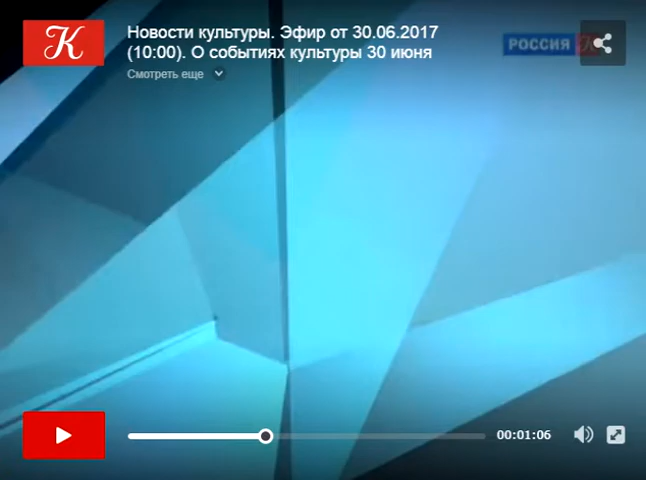 K
Новости культуры. Эфир от 30.06.2017
(10:00). О событиях культуры 30 июня
Смотреть еще
РОССИЯ К
00:01:06